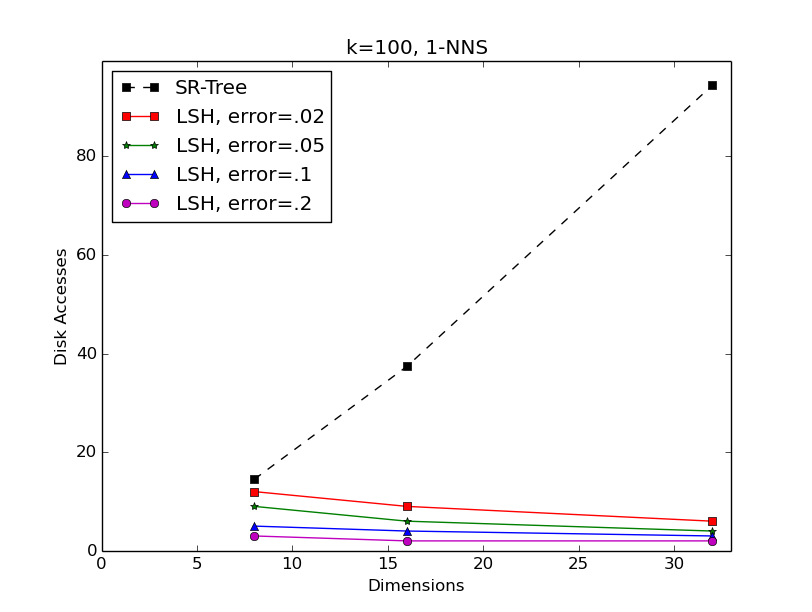 k=100, 1-NNS
SR-Tree
LSH, error=.02
LSH, error=.05
LSH, error=.1
LSH, error=.2
Disk Accesses
80
60
40
20
0
0 5 10 15 20 25 30
Dimensions